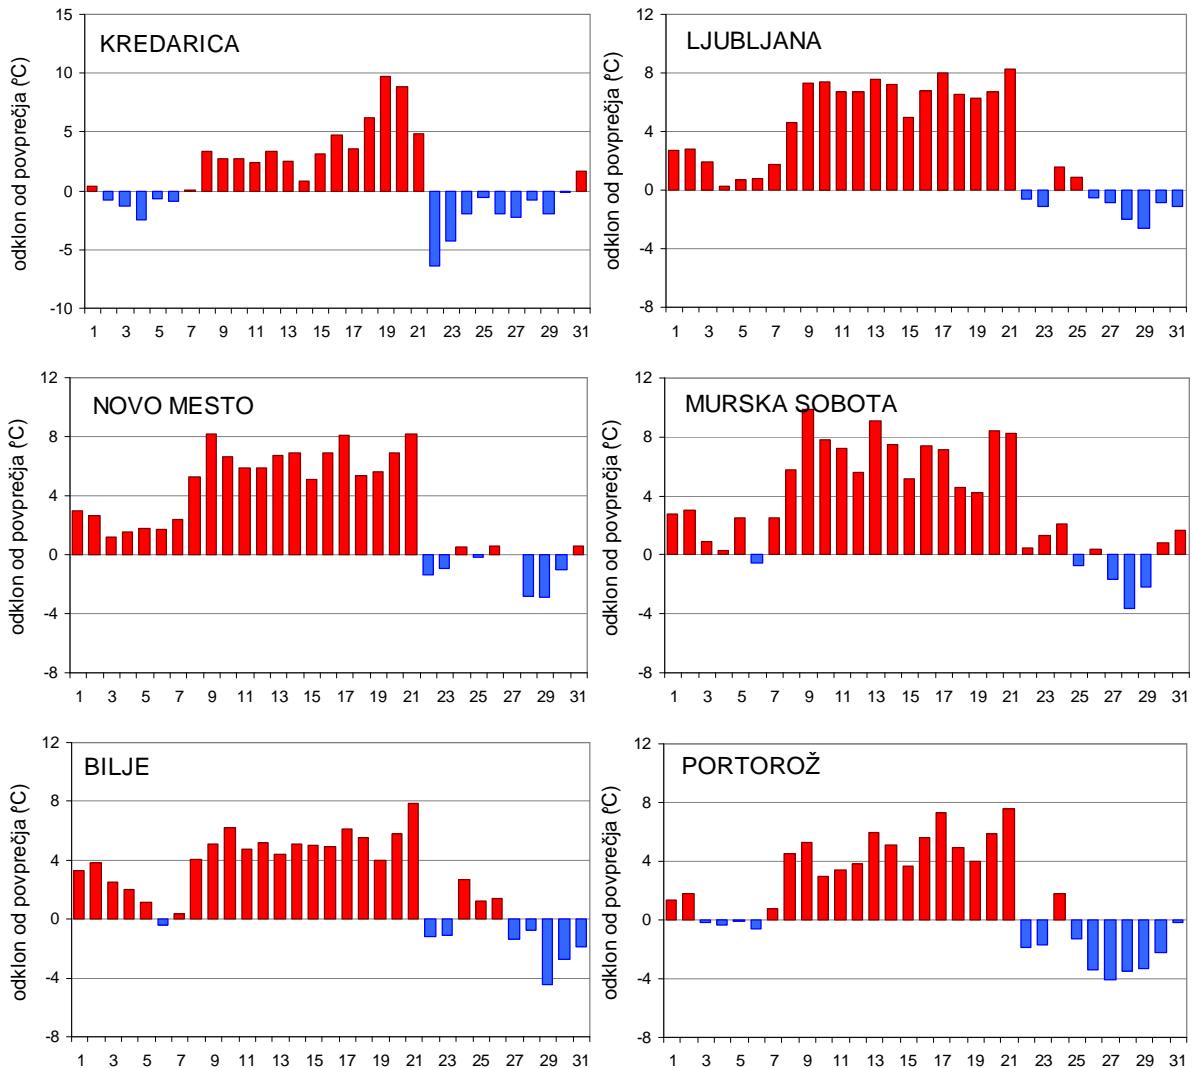 KREDARICA
odklon od povprečja (ºC)
15
10
5
0
-5
-10
1 3 5 7 9 11 13 15 17 19 21 23 25 27 29 31
LJUBLJANA
odklon od povprečja (ºC)
12
8
4
0
-4
-8
1 3 5 7 9 11 13 15 17 19 21 23 25 27 29 31
NOVO MESTO
odklon od povprečja (ºC)
12
8
4
0
-4
-8
1 3 5 7 9 11 13 15 17 19 21 23 25 27 29 31
MURSKA SOBOTA
odklon od povprečja (ºC)
12
8
4
0
-4
-8
1 3 5 7 9 11 13 15 17 19 21 23 25 27 29 31
BILJE
odklon od povprečja (ºC)
12
8
4
0
-4
-8
1 3 5 7 9 11 13 15 17 19 21 23 25 27 29 31
PORTOROŽ
odklon od povprečja (ºC)
12
8
4
0
-4
-8
1 3 5 7 9 11 13 15 17 19 21 23 25 27 29 31